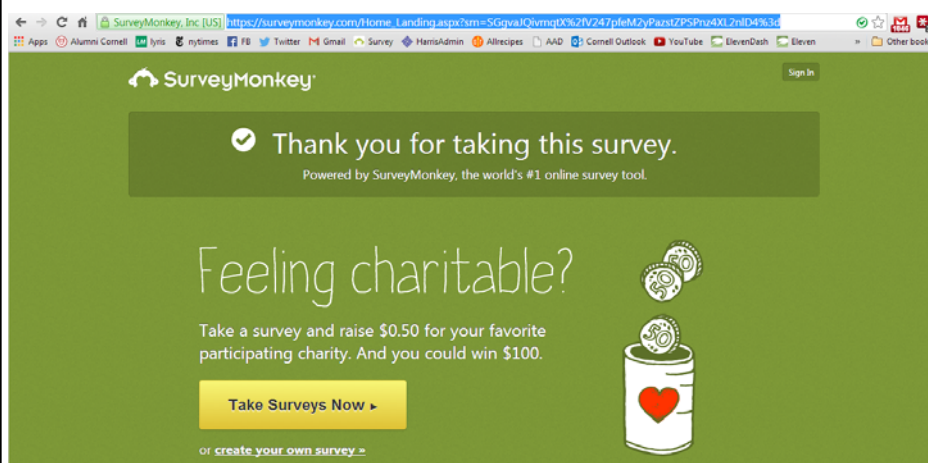 SurveyMonkey, Inc [US] https://surveymonkey.com/Home_Landing.aspx?sm=SGgvaJQivmqtX%2fV247pfeM2yPazstZPSPnz4XL2nlD4%3d
Apps Alumni Cornell lyris nytimes FB Twitter Gmail Survey HarrisAdmin Allrecipes AAD Cornell Outlook YouTube ElevenDash Eleven » Other book
SurveyMonkey
Sign In
Thank you for taking this survey.
Powered by SurveyMonkey, the world's #1 online survey tool.
Feeling charitable?
50
50
50
Take a survey and raise $0.50 for your favorite
participating charity. And you could win $100.
Take Surveys Now ▸
or create your own survey »